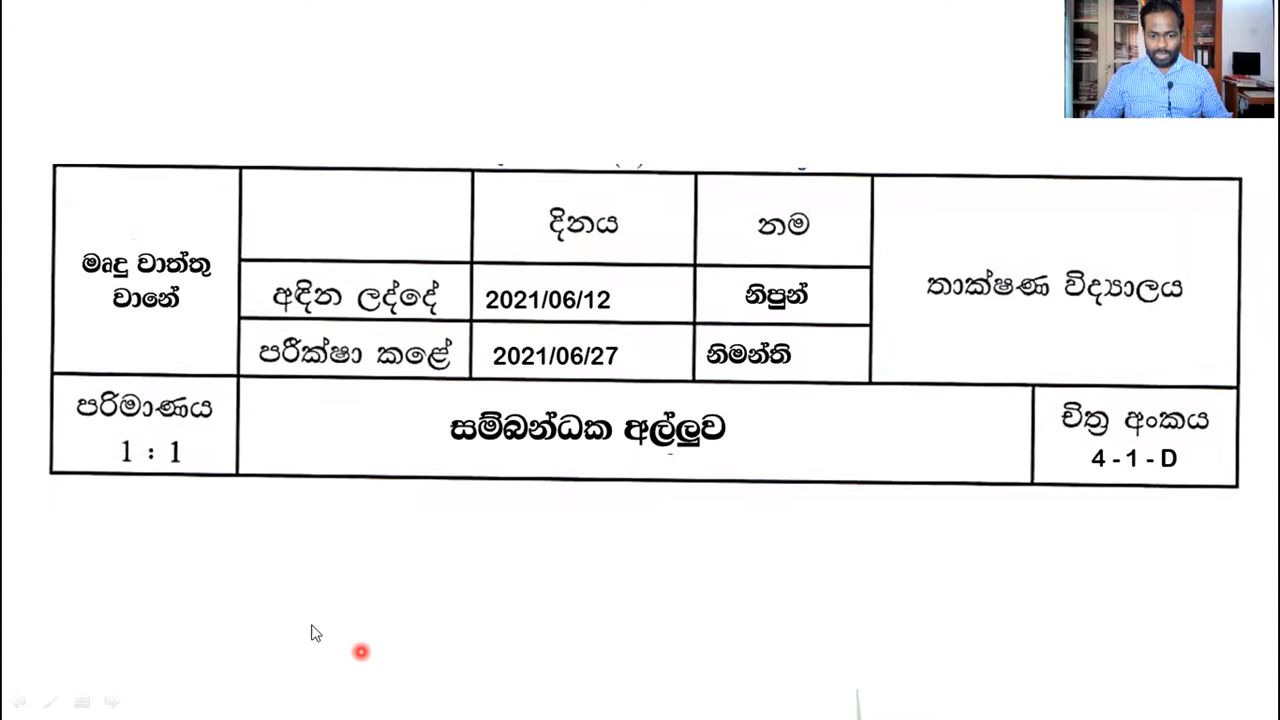 දිනය
නම
මෘදු වාත්තු
වානේ
තාක්ෂණ විද්‍යාලය
අඳින ලද්දේ
2021/06/12
නිපුන්
පරීක්ෂා කළේ
2021/06/27
නිමන්ති
පරිමාණය
1 : 1
සම්බන්ධක අල්ලුව
චිත්‍ර අංකය
4 - 1 - D